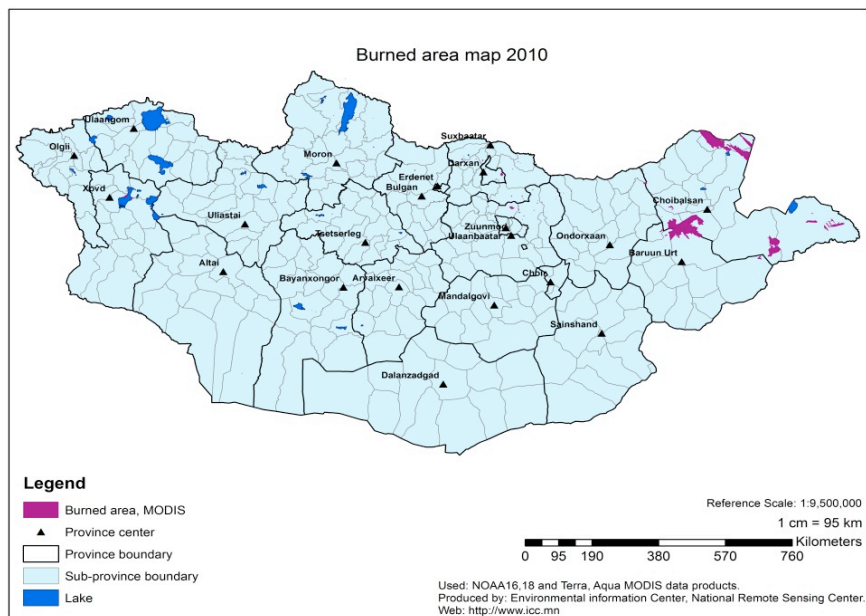 Burned area map 2010
Suxbaatar
Ulaangom
Olgii
Moron
Darxan
Erdenet
Bulgan
Xovd
Choibalsan
Uliastai
Zuunmod
Ulaanbaatar
Tsetserleg
Ondorxaan
Baruun Urt
Altai
Bayanxongor
Arvaixeer
Choir
Mandalgovi
Sainshand
Dalanzadgad
Legend
Burned area, MODIS
Province center
Province boundary
Sub-province boundary
Lake
Reference Scale: 1:9,500,000
1 cm = 95 km
Kilometers
0 95 190 380 570 760
Used: NOAA16,18 and Terra, Aqua MODIS data products.
Produced by: Environmental information Center, National Remote Sensing Center.
Web: http://www.icc.mn